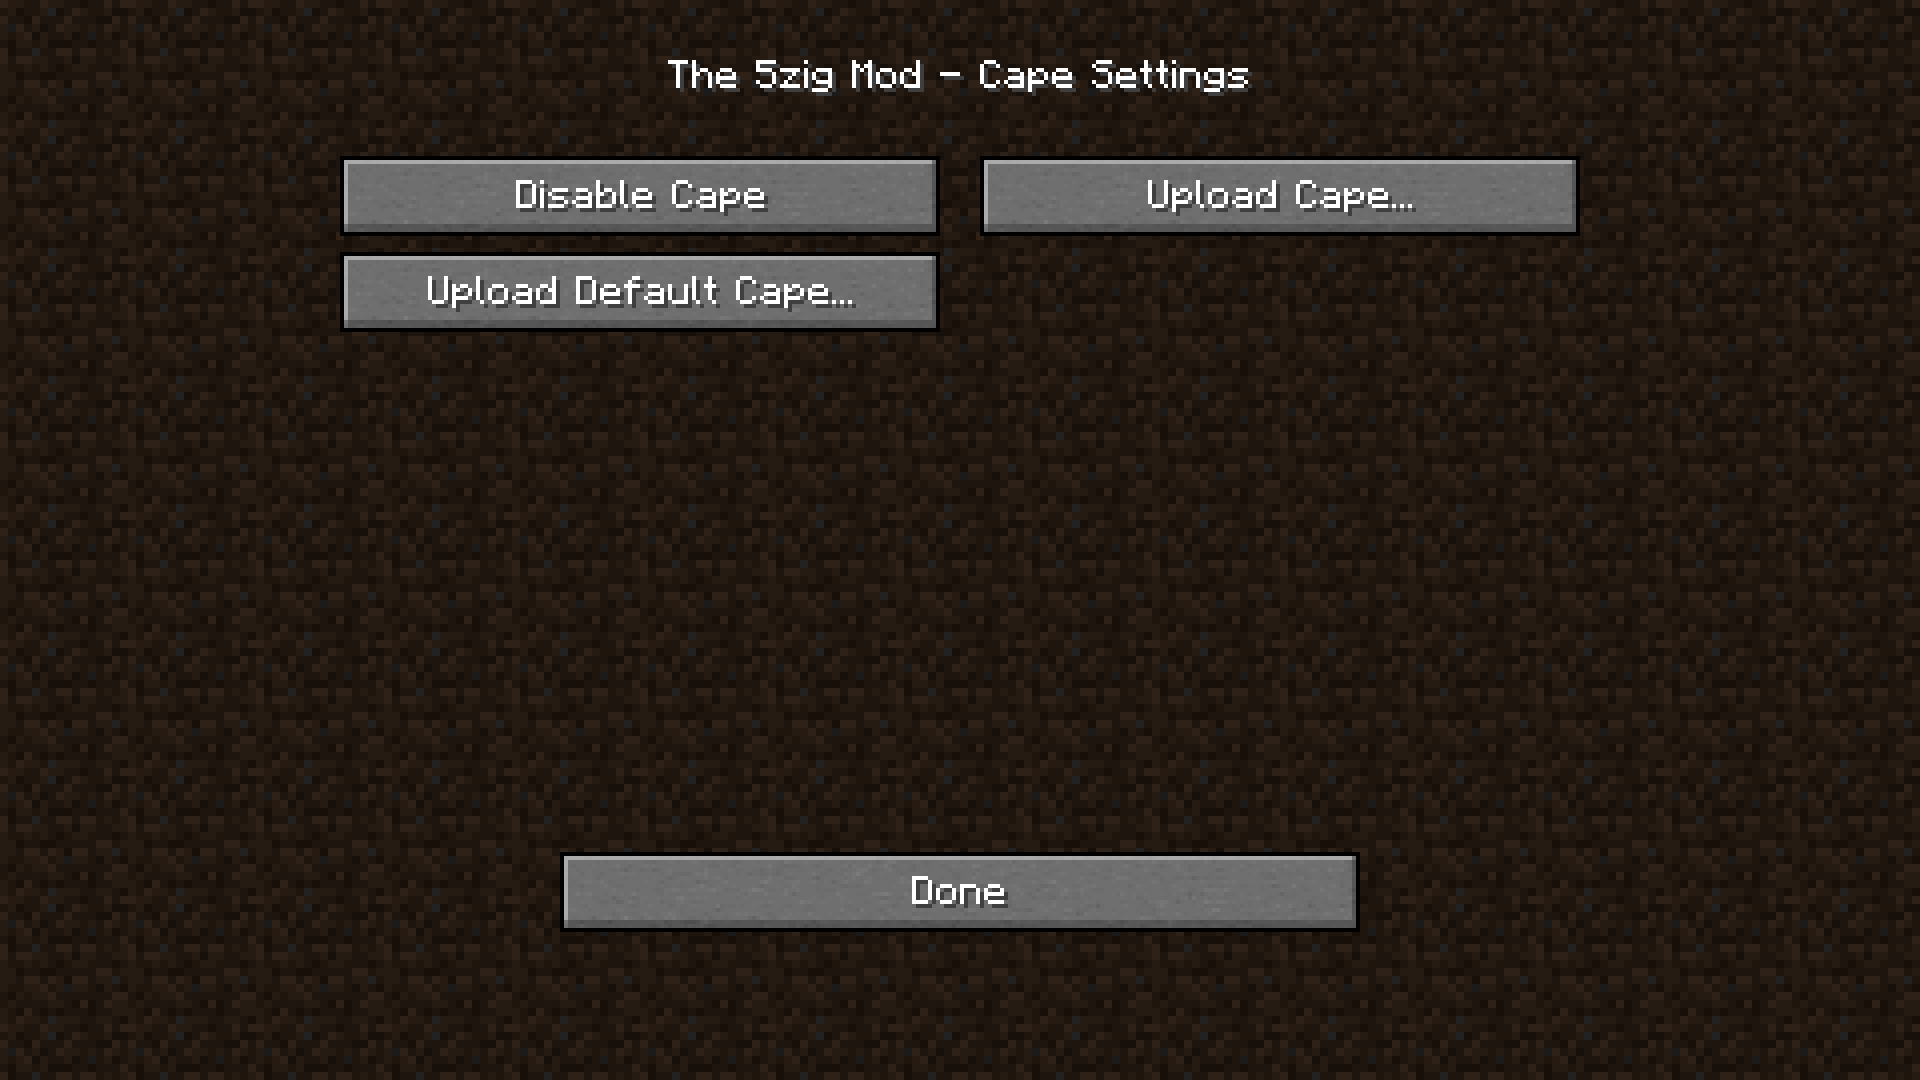 The 5zig Mod - Cape Settings
Disable Cape
Upload Cape...
Upload Default Cape...
Done